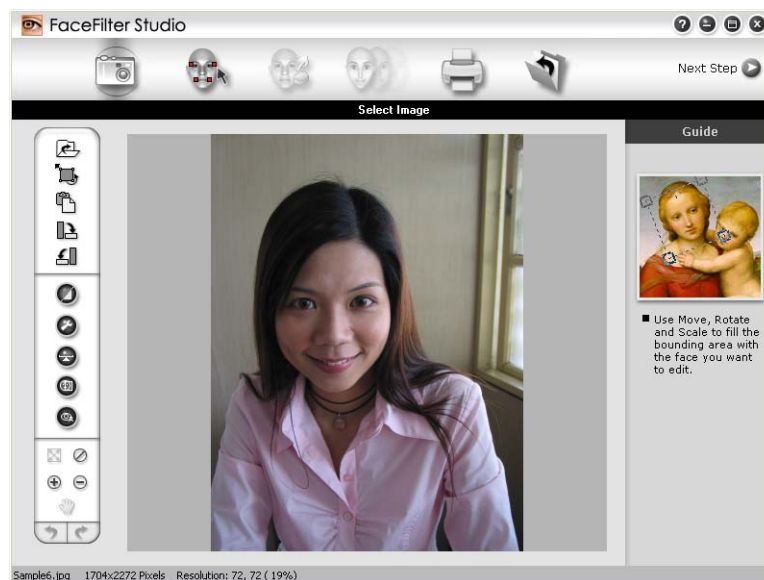 FaceFilter Studio
Next Step
Select Image
Guide
Use Move, Rotate
and Scale to fill the
bounding area with
the face you want
to edit.
Sample6.jpg 1704x2272 Pixels Resolution: 72, 72 ( 19%)